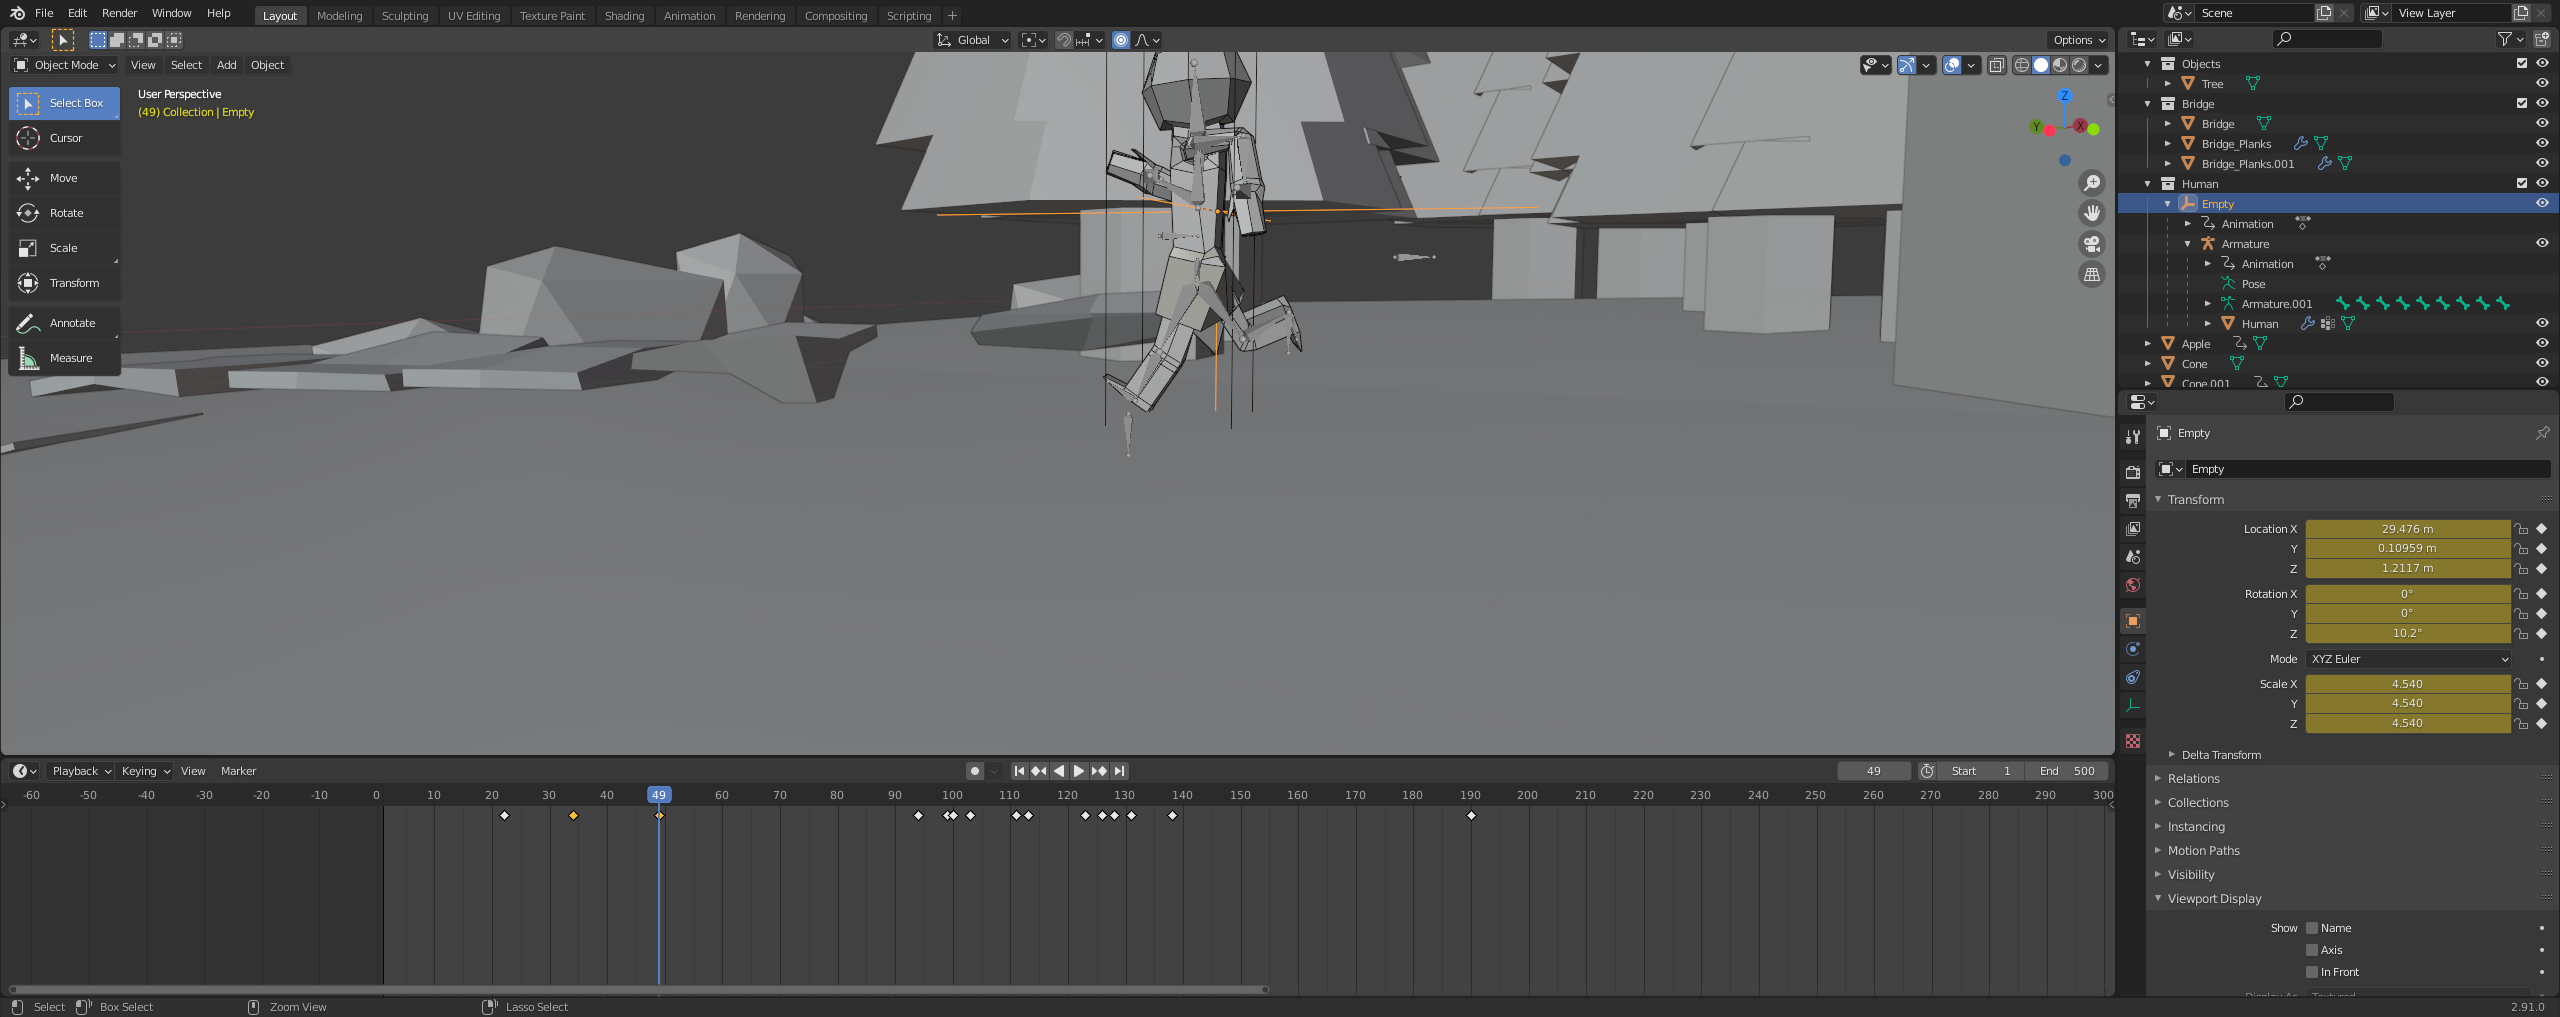 File Edit Render Window Help Layout Modeling Sculpting UV Editing Texture Paint Shading Animation Rendering Compositing Scripting + Scene View Layer
Global Options
Object Mode View Select Add Object
Select Box
Cursor
Move
Rotate
Scale
Transform
Annotate
Measure
User Perspective
(49) Collection | Empty
Z
Y
X
Objects
Tree
Bridge
Bridge
Bridge_Planks
Bridge_Planks.001
Human
Empty
Animation
Armature
Animation
Pose
Armature.001
Human
Apple
Cone
Cone.001
Empty
Empty
Transform
Location X 29.476 m
Y 0.10959 m
Z 1.2117 m
Rotation X 0°
Y 0°
Z 10.2°
Mode XYZ Euler
Scale X 4.540
Y 4.540
Z 4.540
Delta Transform
Relations
Collections
Instancing
Motion Paths
Visibility
Viewport Display
Show Name
Axis
In Front
Display As Textured
Playback Keying View Marker 49 Start 1 End 500
-60 -50 -40 -30 -20 -10 0 10 20 30 40 49 60 70 80 90 100 110 120 130 140 150 160 170 180 190 200 210 220 230 240 250 260 270 280 290 300
Select Box Select Zoom View Lasso Select 2.91.0